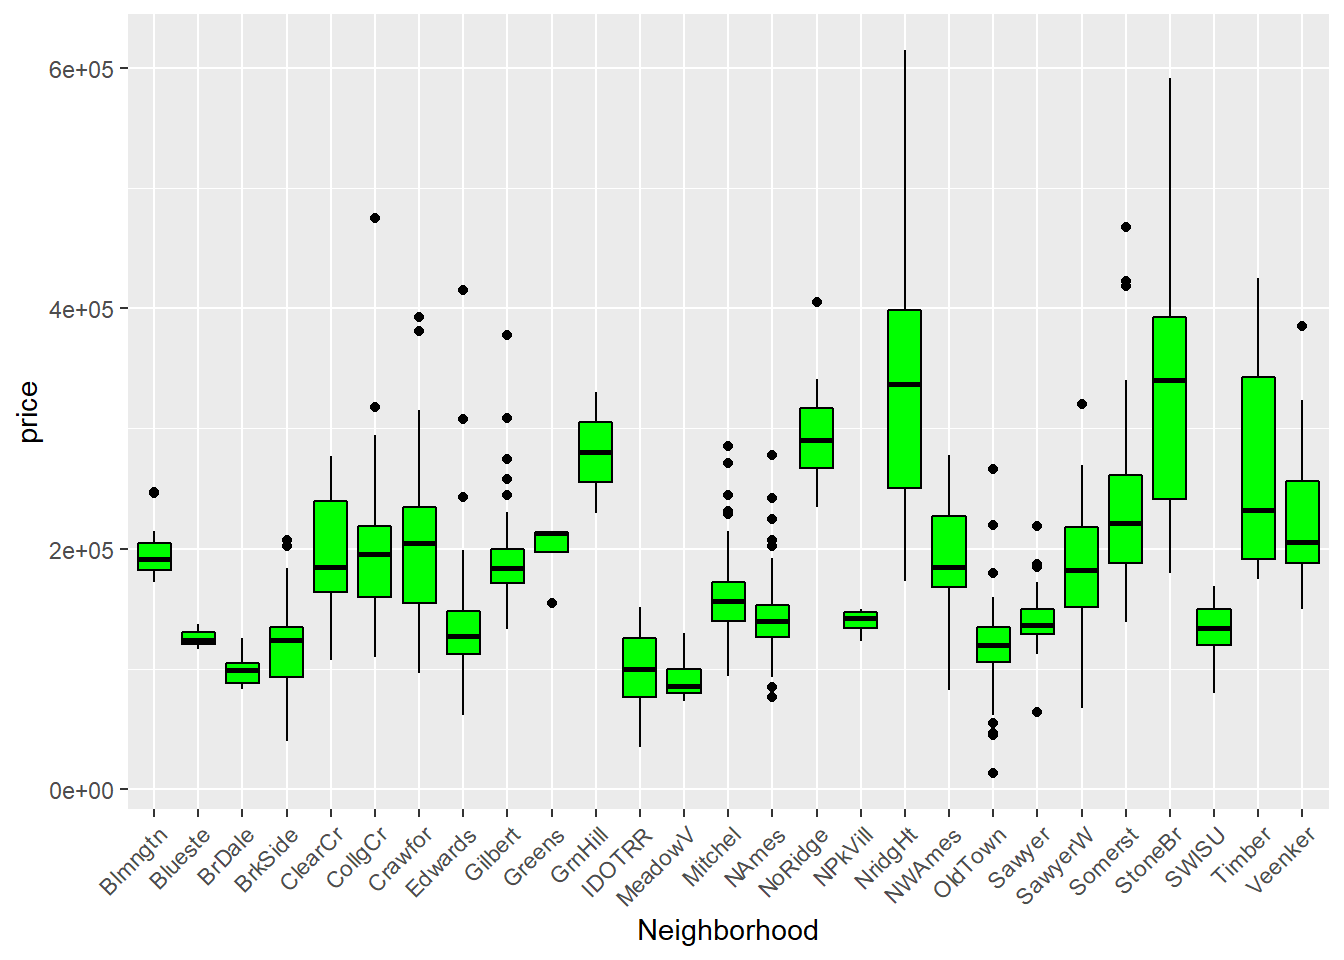 6e+05
4e+05
2e+05
0e+00
price
Blmngtn
Blueste
BrDale
BrkSide
ClearCr
CollgCr
Crawfor
Edwards
Gilbert
Greens
GrnHill
IDOTRR
MeadowV
Mitchel
NAmes
NoRidge
NPkVill
NridgHt
NWAmes
OldTown
Sawyer
SawyerW
Somerst
StoneBr
SWISU
Timber
Veenker
Neighborhood